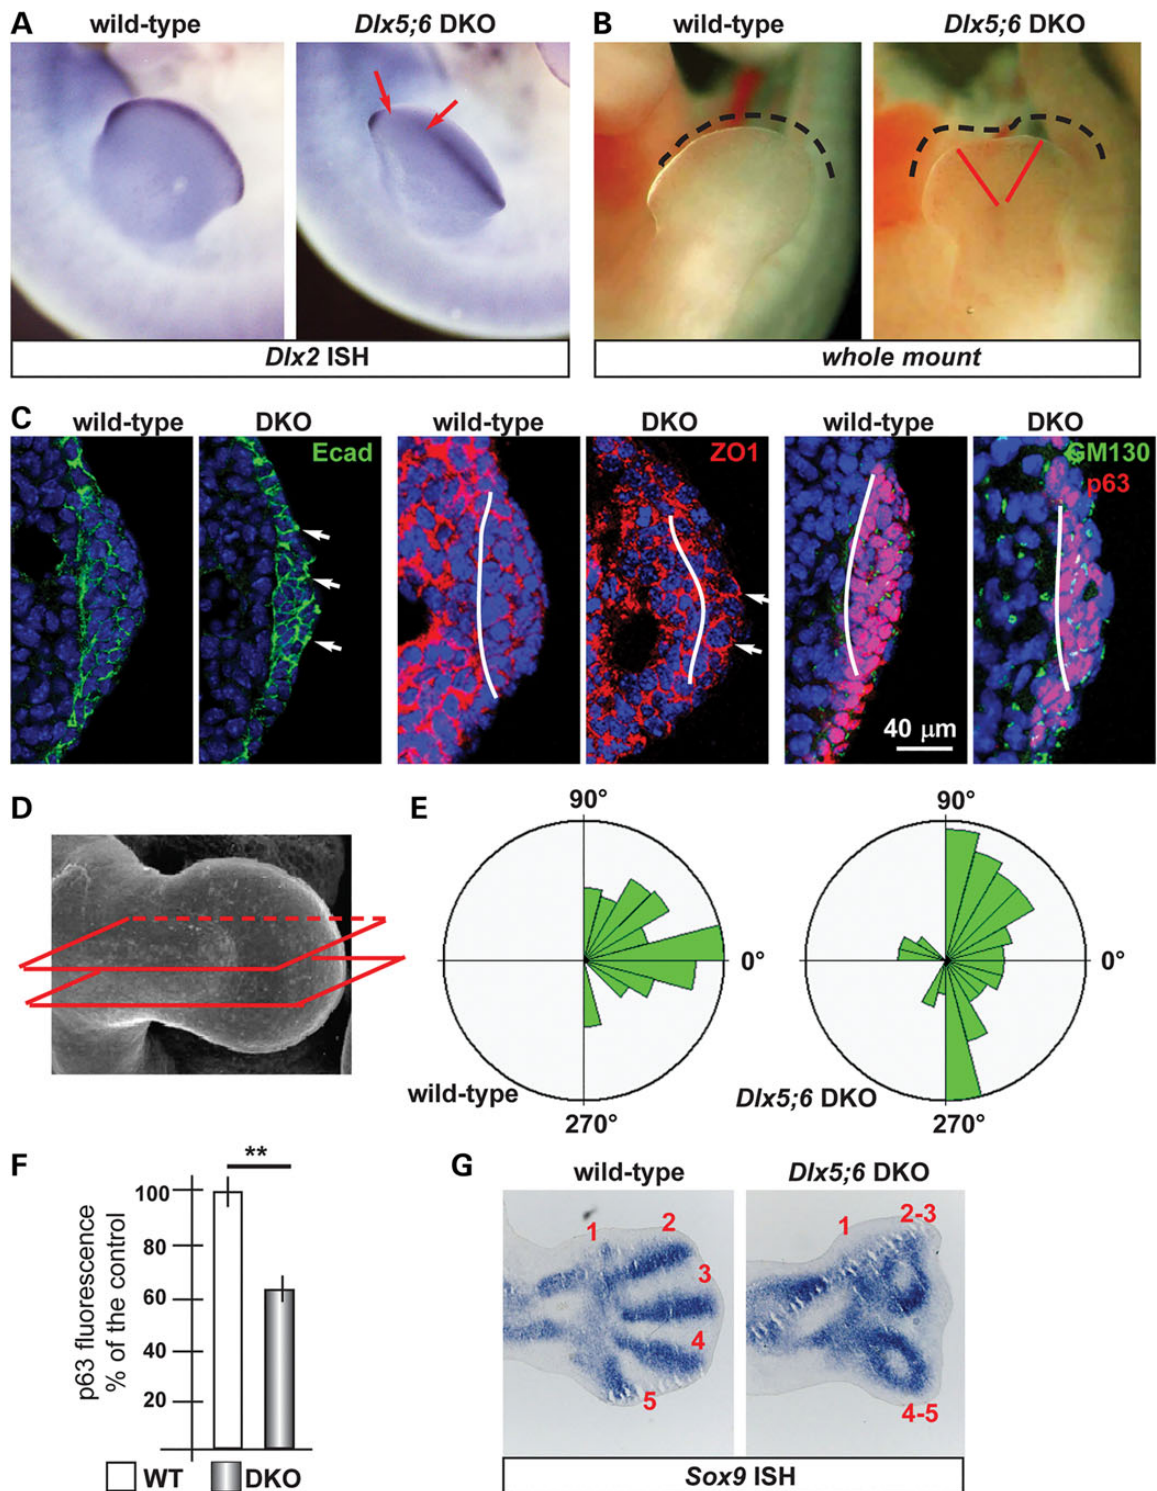 A
wild-type
Dlx5;6 DKO
Dlx2 ISH
B
wild-type
Dlx5;6 DKO
whole mount
C
wild-type
DKO
Ecad
wild-type
DKO
ZO1
wild-type
DKO
GM130
p63
40 µm
D
E
90°
0°
270°
wild-type
90°
0°
270°
Dlx5;6 DKO
F
**
p63 fluorescence
% of the control
100
80
60
40
20
WT
DKO
G
wild-type
Dlx5;6 DKO
1
2
3
4
5
1
2-3
4-5
Sox9 ISH